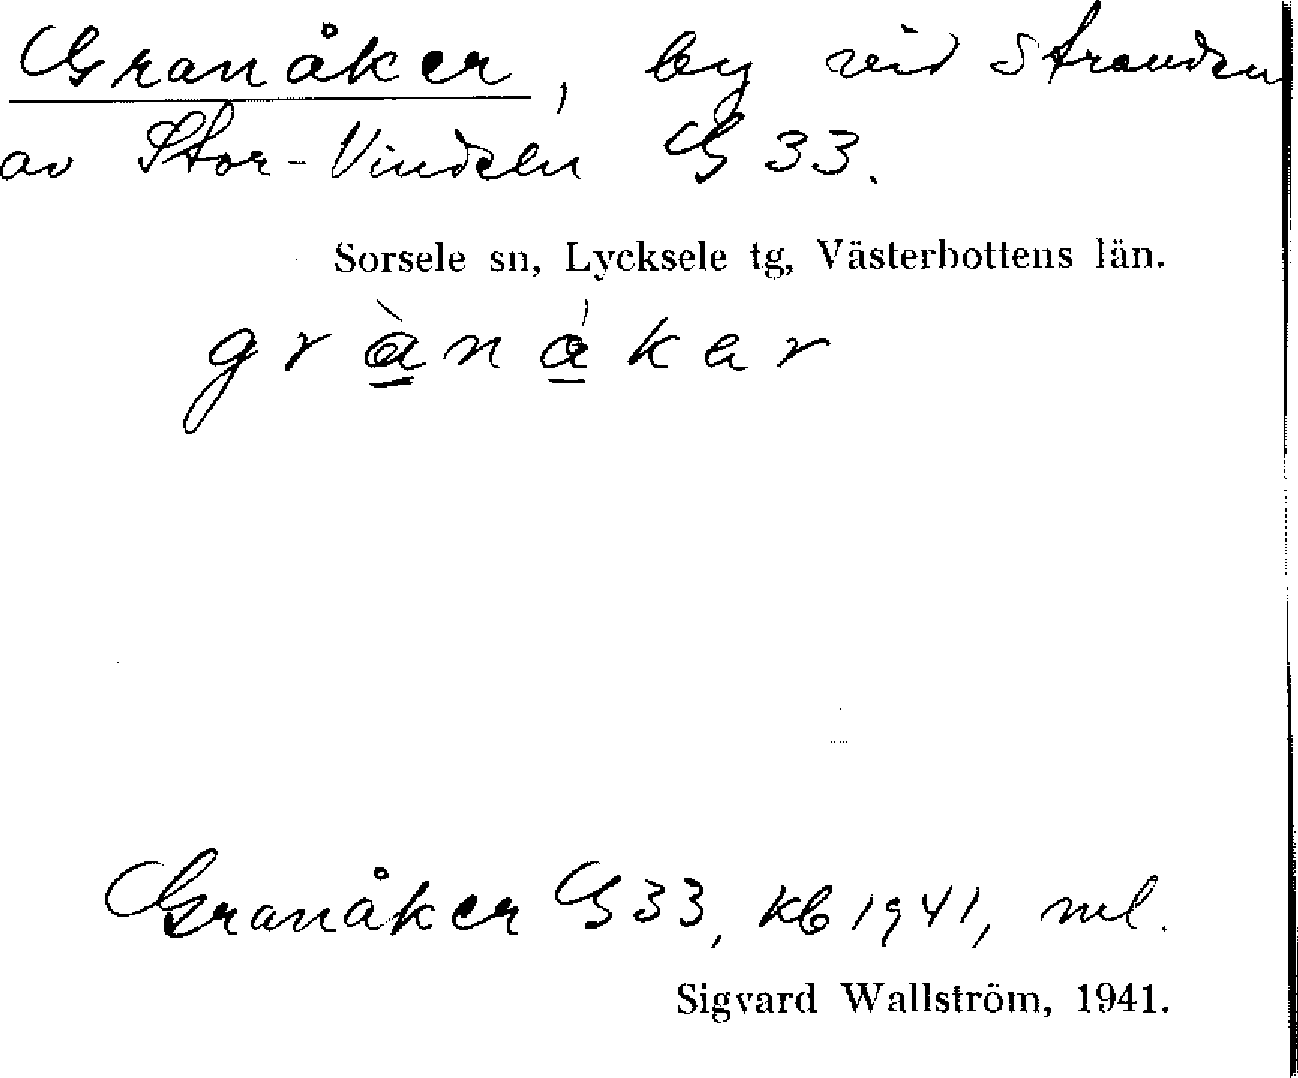 Granåker, by vid stranden
av Stor-Vindeln G 33.
Sorsele sn, Lycksele tg, Västerbottens län.
grànåkar
Granåker G 33, kb 1941, ml.
Sigvard Wallström, 1941.